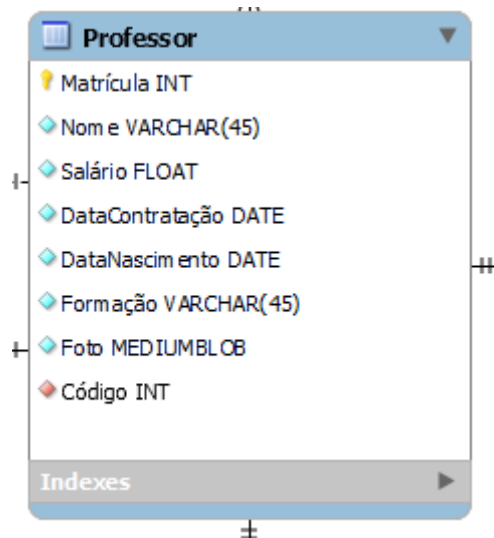 Professor
Matrícula INT
Nome VARCHAR(45)
Salário FLOAT
DataContratação DATE
DataNascimento DATE
Formação VARCHAR(45)
Foto MEDIUMBLOB
Código INT
Indexes